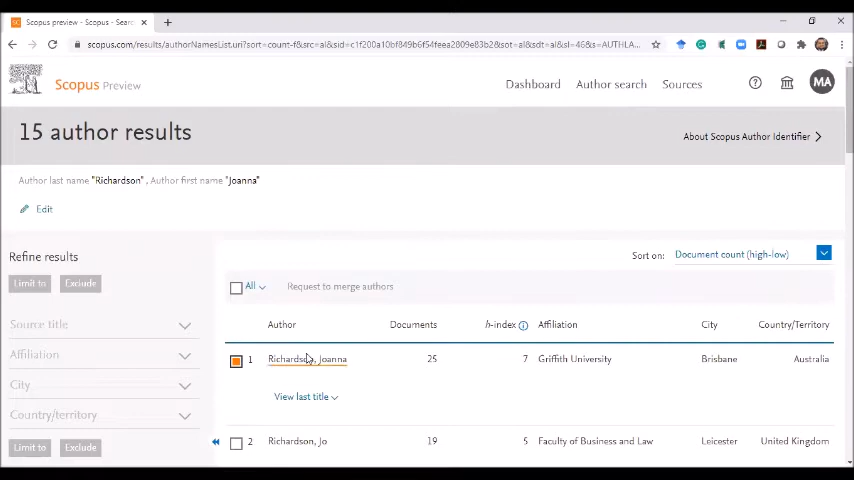 Scopus preview - Scopus - Sear
scopus.com/results/authorNamesList.uri?sort=count-f&src=al&sid=c1f200a10bf849b6f54feea2809e83b2&sot=al&sdt=al&sl=46&s=AUTHLA...
Scopus Preview
Dashboard Author search Sources
MA
15 author results
About Scopus Author Identifier
Author last name "Richardson" , Author first name "Joanna"
Edit
Refine results
Sort on: Document count (high-low)
Limit to Exclude
All Request to merge authors
Source title
Author Documents h-index Affiliation City Country/Territory
Affiliation
1 Richardson, Joanna 25 7 Griffith University Brisbane Australia
City
View last title
Country/territory
2 Richardson, Jo 19 5 Faculty of Business and Law Leicester United Kingdom
Limit to Exclude